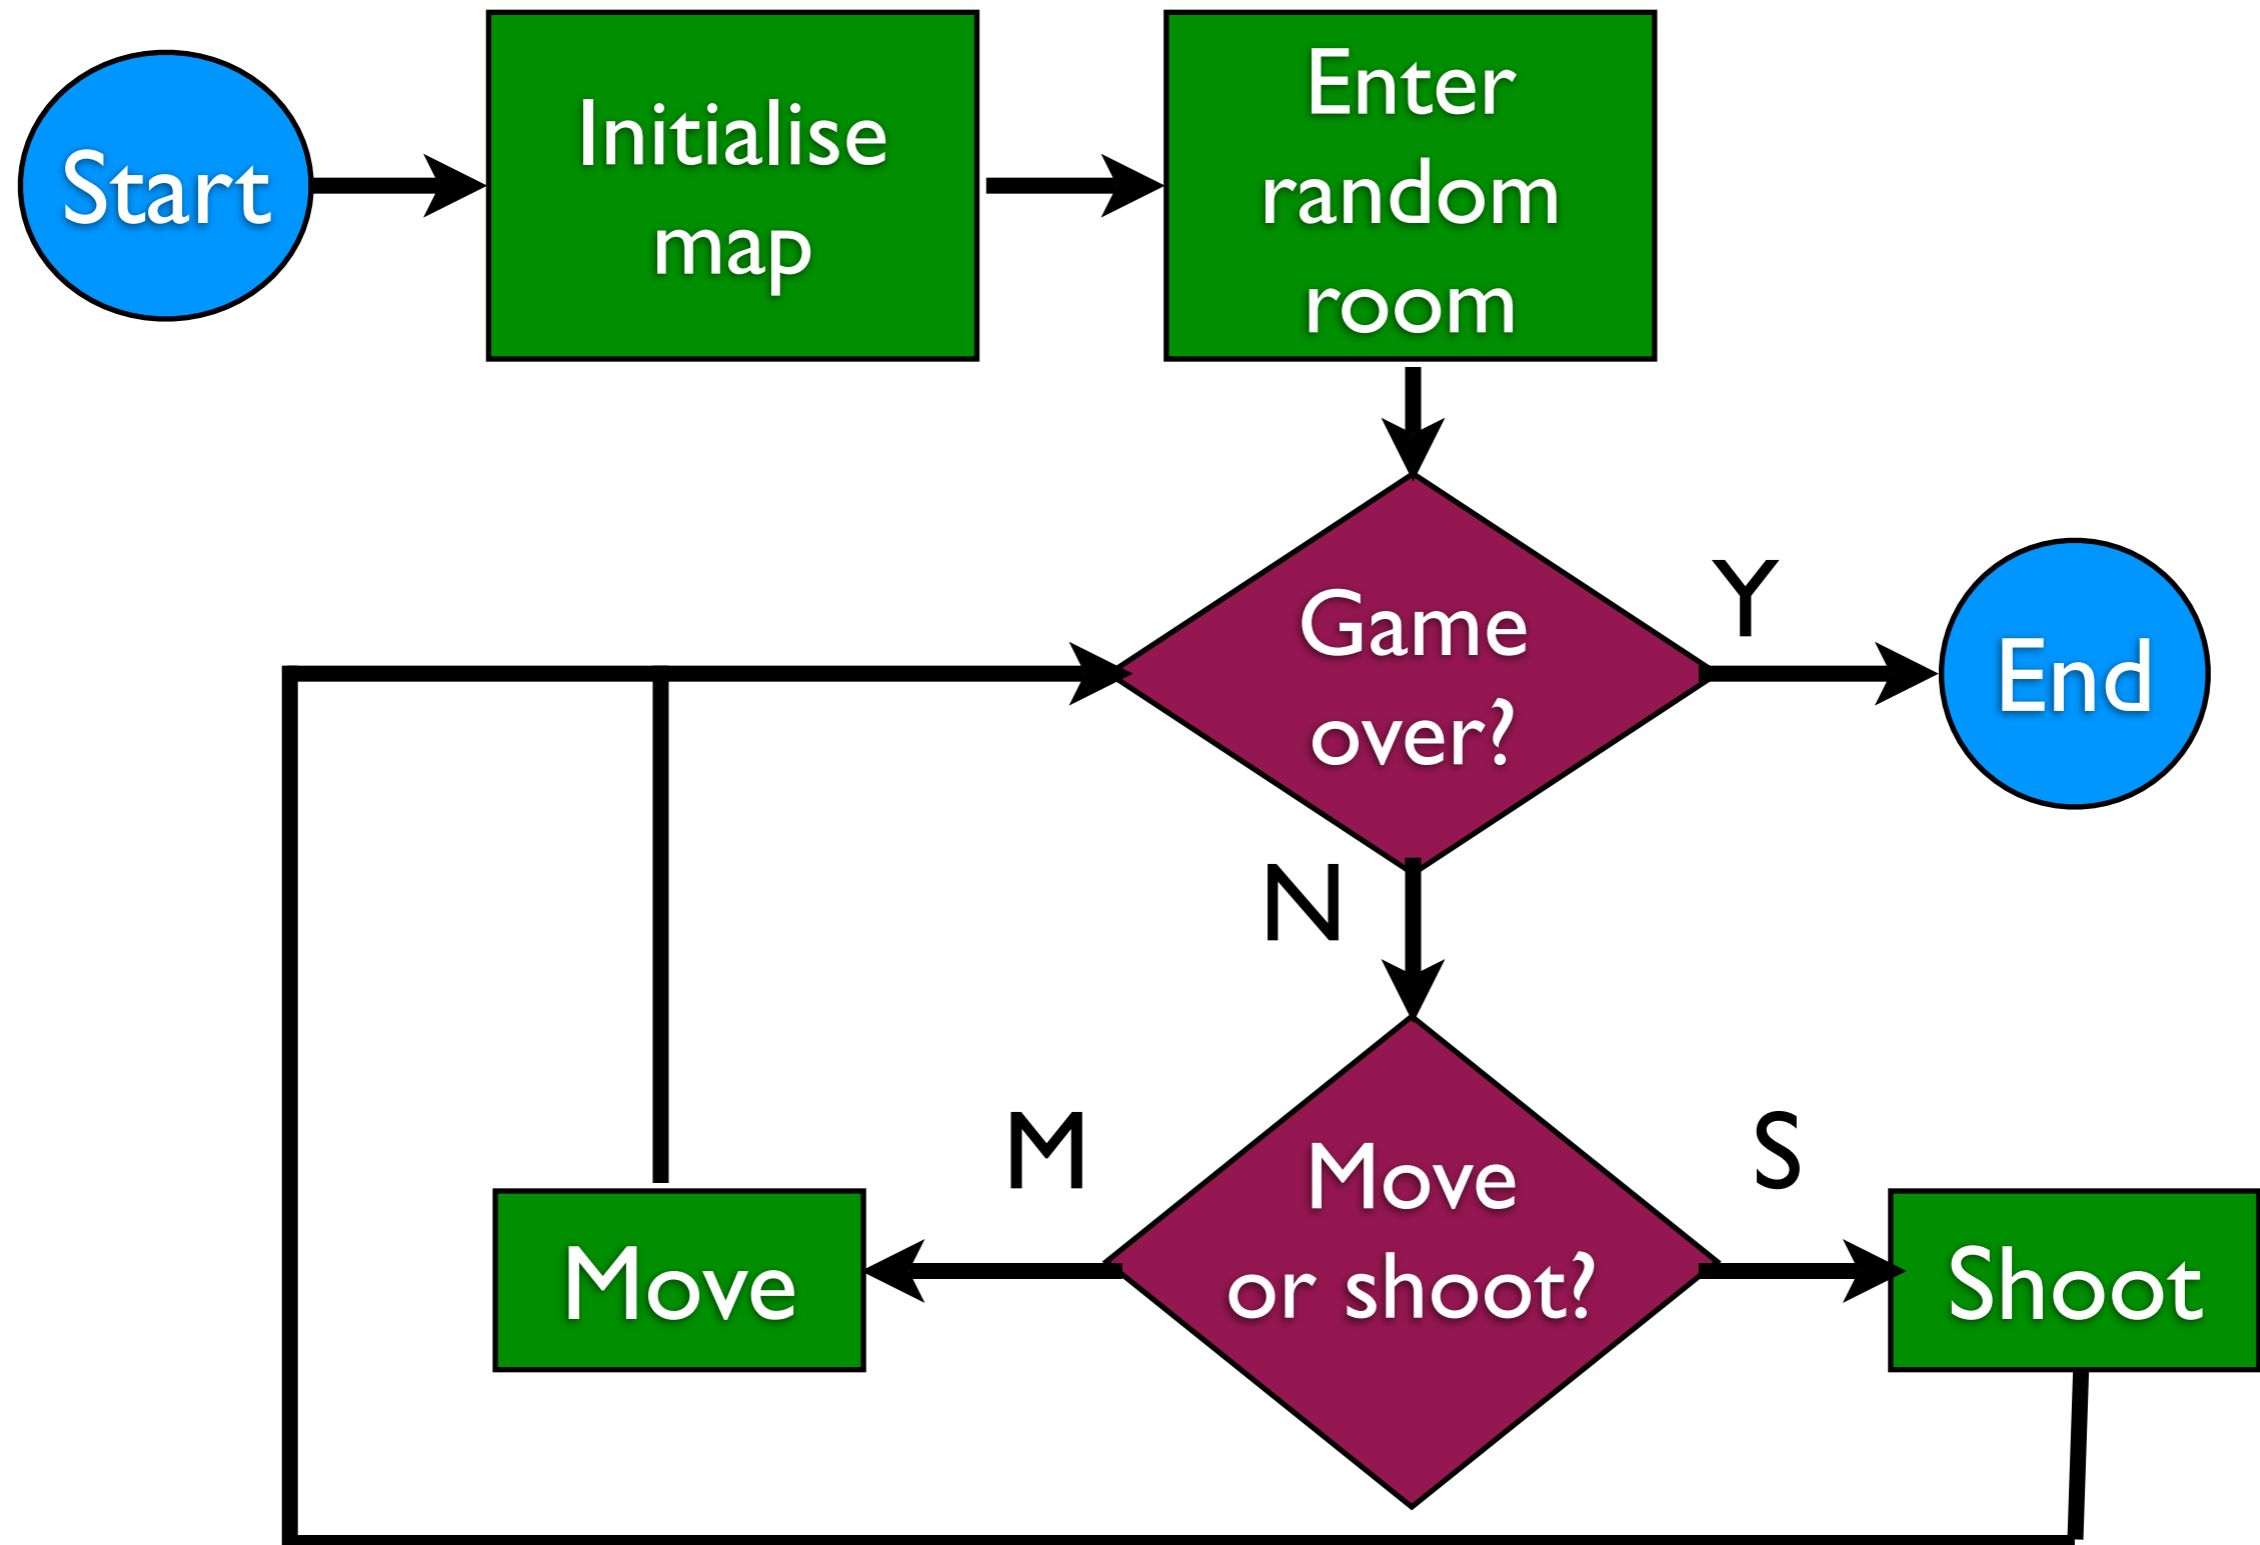 Start
Initialise
map
Enter
random
room
Game
over?
Y
End
N
Move
or shoot?
M
Move
S
Shoot